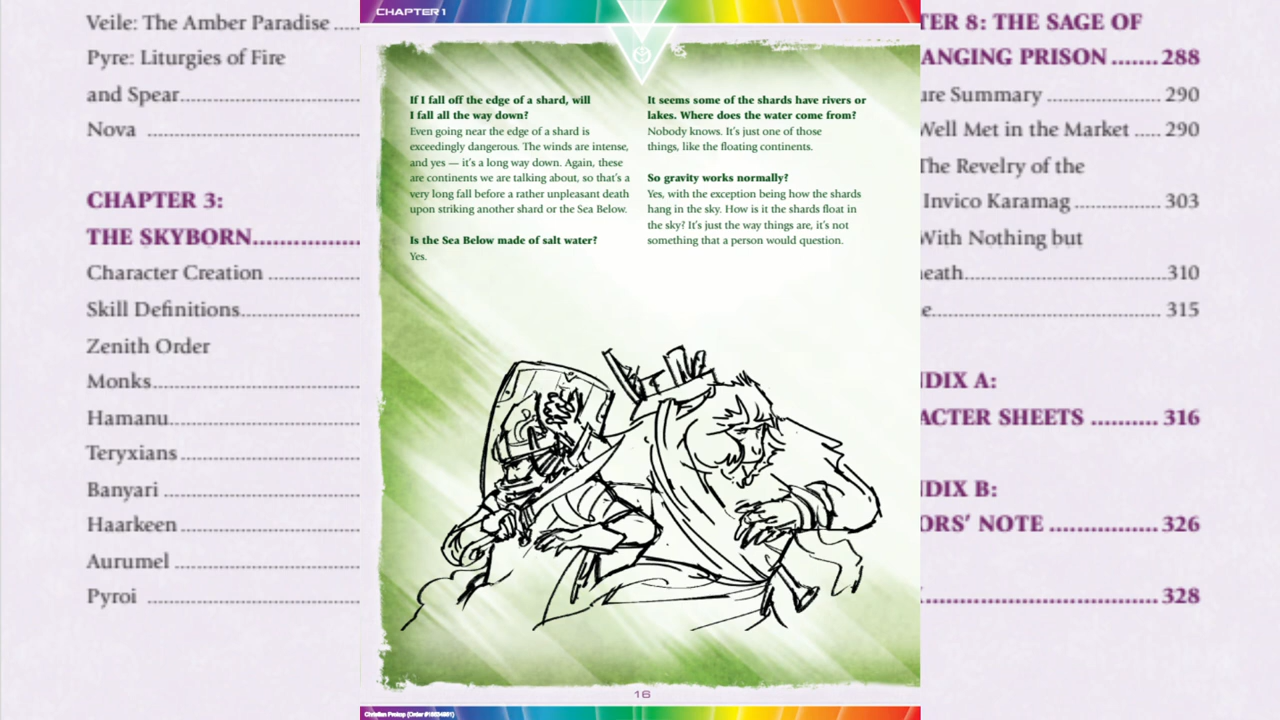 Veile: The Amber Paradise .....
Pyre: Liturgies of Fire
and Spear
Nova
CHAPTER 3:
THE SKYBORN
Character Creation
Skill Definitions
Zenith Order
Monks
Hamanu
Teryxians
Banyari
Haarkeen
Aurumel
Pyroi
CHAPTER 1
If I fall off the edge of a shard, will
I fall all the way down?
Even going near the edge of a shard is
exceedingly dangerous. The winds are intense,
and yes — it's a long way down. Again, these
are continents we are talking about, so that's a
very long fall before a rather unpleasant death
upon striking another shard or the Sea Below.
Is the Sea Below made of salt water?
Yes.
It seems some of the shards have rivers or
lakes. Where does the water come from?
Nobody knows. It's just one of those
things, like the floating continents.
So gravity works normally?
Yes, with the exception being how the shards
hang in the sky. How is it the shards float in
the sky? It's just the way things are, it's not
something that a person would question.
16
TER 8: THE SAGE OF
ANGING PRISON ....... 288
ure Summary 290
Well Met in the Market ..... 290
The Revelry of the
Invico Karamag 303
With Nothing but
eath 310
e 315
NDIX A:
ACTER SHEETS .......... 316
NDIX B:
ORS' NOTE 326
328